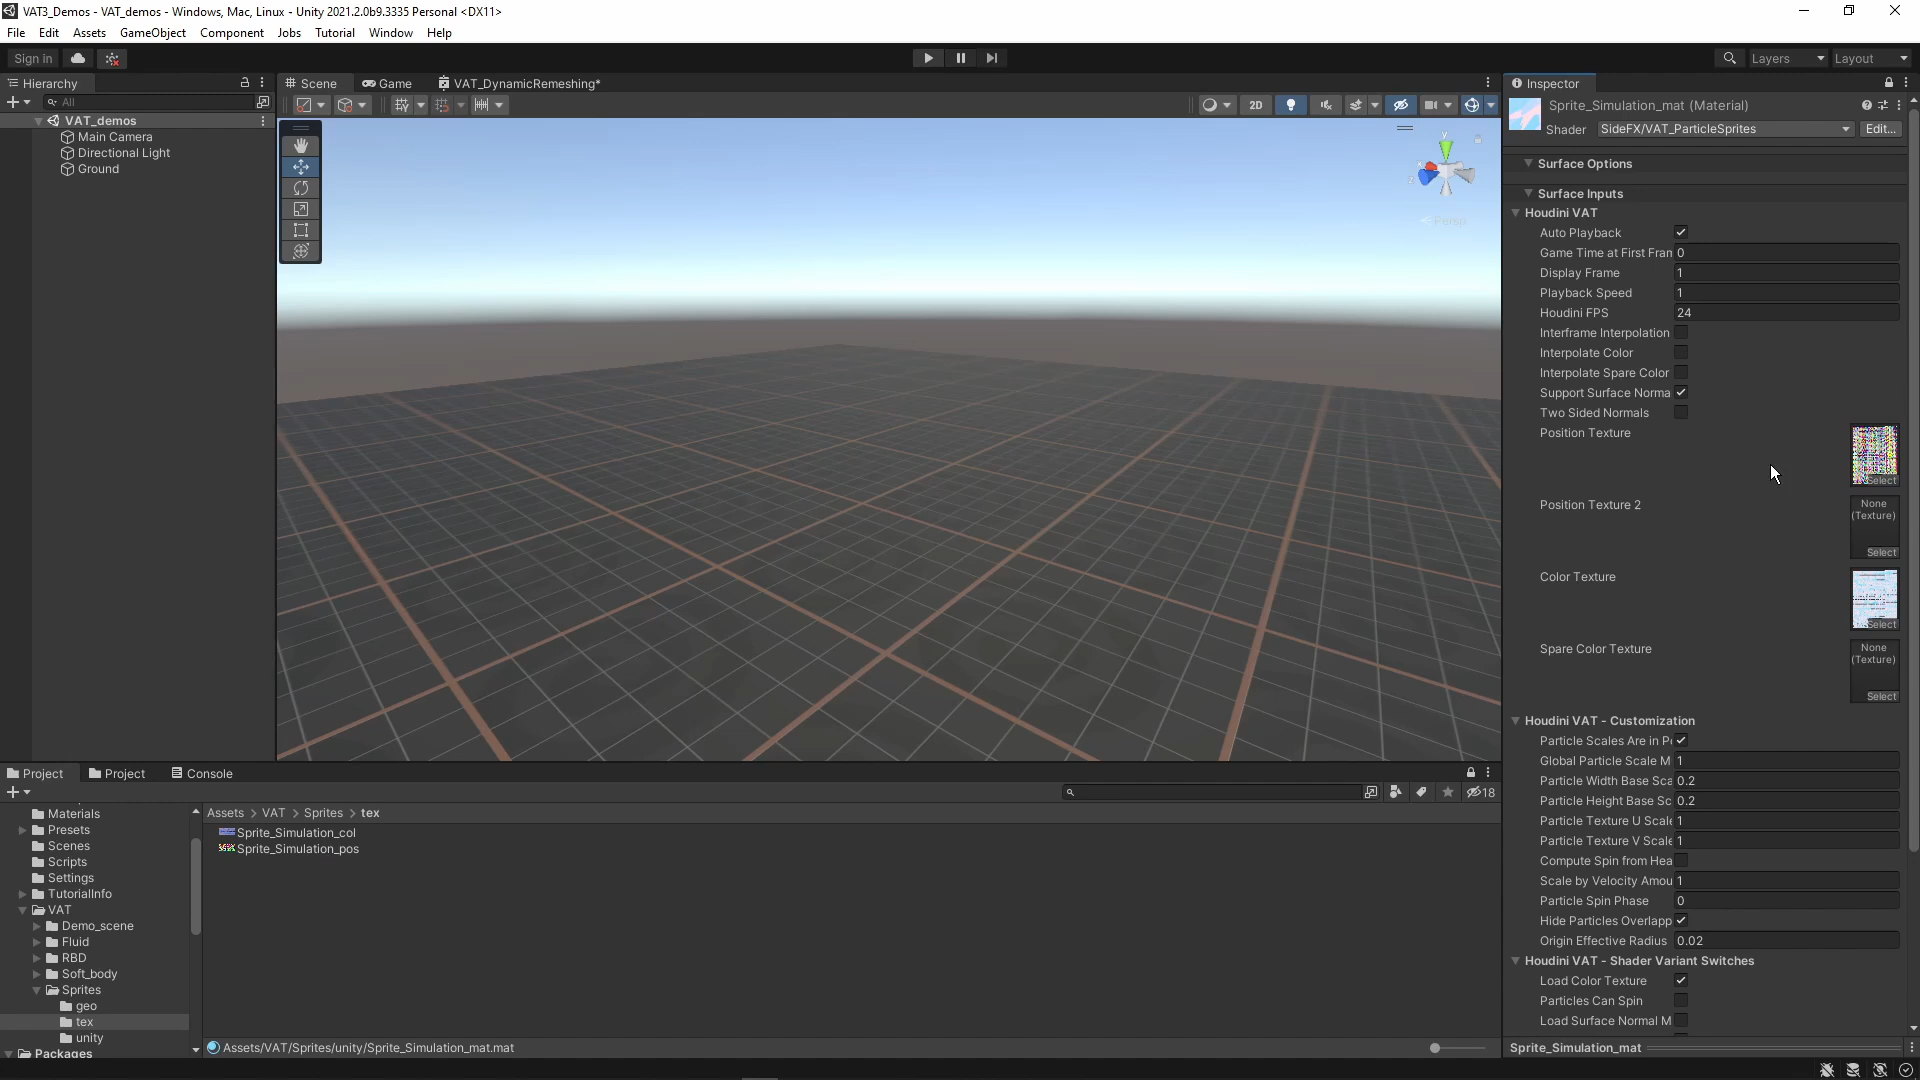 VAT3_Demos - VAT_demos - Windows, Mac, Linux - Unity 2021.2.0b9.3335 Personal <DX11>
File Edit Assets GameObject Component Jobs Tutorial Window Help
Sign in
Layers
Layout
Hierarchy
All
VAT_demos
Main Camera
Directional Light
Ground
Scene
Game
VAT_DynamicRemeshing*
2D
y
Persp
Inspector
Sprite_Simulation_mat (Material)
Shader
SideFX/VAT_ParticleSprites
Edit...
Surface Options
Surface Inputs
Houdini VAT
Auto Playback
Game Time at First Fran 0
Display Frame 1
Playback Speed 1
Houdini FPS 24
Interframe Interpolation
Interpolate Color
Interpolate Spare Color
Support Surface Norma
Two Sided Normals
Position Texture
Select
Position Texture 2
None
(Texture)
Select
Color Texture
Select
Spare Color Texture
None
(Texture)
Select
Houdini VAT - Customization
Particle Scales Are in P
Global Particle Scale M 1
Particle Width Base Sca 0.2
Particle Height Base Sc 0.2
Particle Texture U Scale 1
Particle Texture V Scale 1
Compute Spin from Hea
Scale by Velocity Amou 1
Particle Spin Phase 0
Hide Particles Overlapp
Origin Effective Radius 0.02
Houdini VAT - Shader Variant Switches
Load Color Texture
Particles Can Spin
Load Surface Normal M
Sprite_Simulation_mat
Project
Project
Console
18
Materials
Presets
Scenes
Scripts
Settings
TutorialInfo
VAT
Demo_scene
Fluid
RBD
Soft_body
Sprites
geo
tex
unity
Packages
Assets > VAT > Sprites > tex
Sprite_Simulation_col
Sprite_Simulation_pos
Assets/VAT/Sprites/unity/Sprite_Simulation_mat.mat